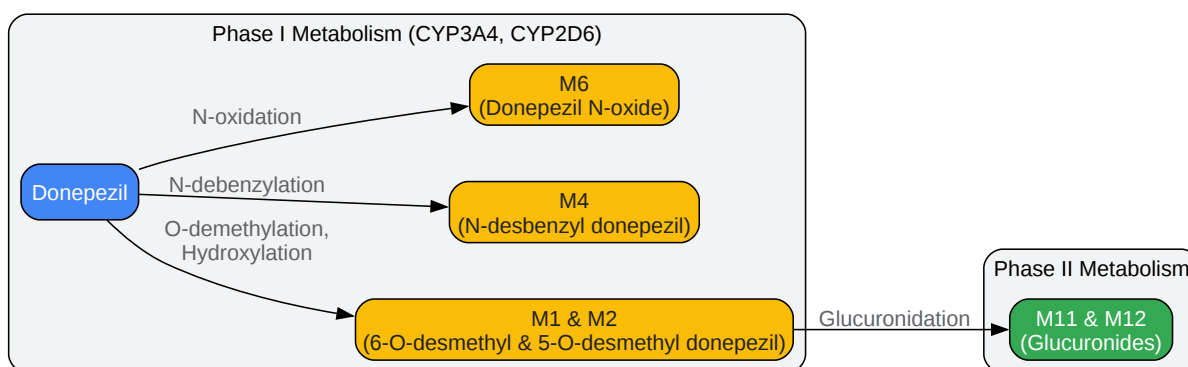 Phase I Metabolism (CYP3A4, CYP2D6)
M6
(Donepezil N-oxide)
N-oxidation
Donepezil
N-debenzylation
M4
(N-desbenzyl donepezil)
O-demethylation,
Hydroxylation
Phase II Metabolism
M1 & M2
(6-O-desmethyl & 5-O-desmethyl donepezil)
Glucuronidation
M11 & M12
(Glucuronides)